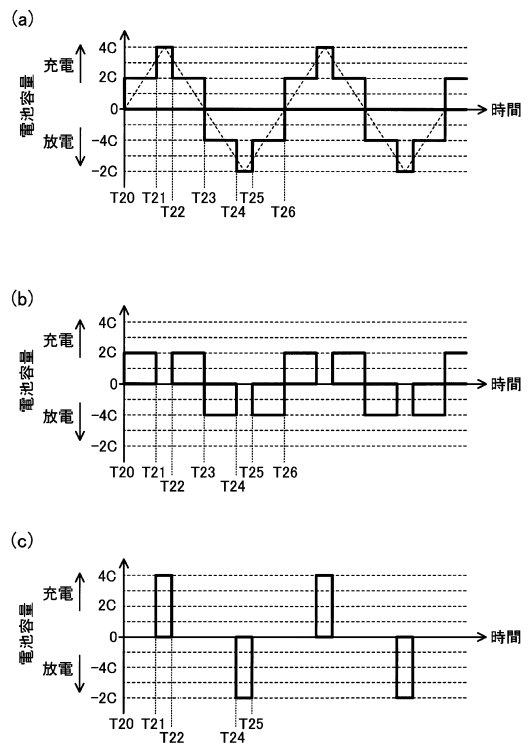 (a)
4C
充電
2C
電池容量
0
時間
放電
-4C
-2C
T20
T21
T22
T23
T24
T25
T26
(b)
4C
充電
2C
電池容量
0
時間
放電
-4C
-2C
T20
T21
T22
T23
T24
T25
T26
(c)
4C
充電
2C
電池容量
0
時間
放電
-4C
-2C
T20
T21
T22
T24
T25